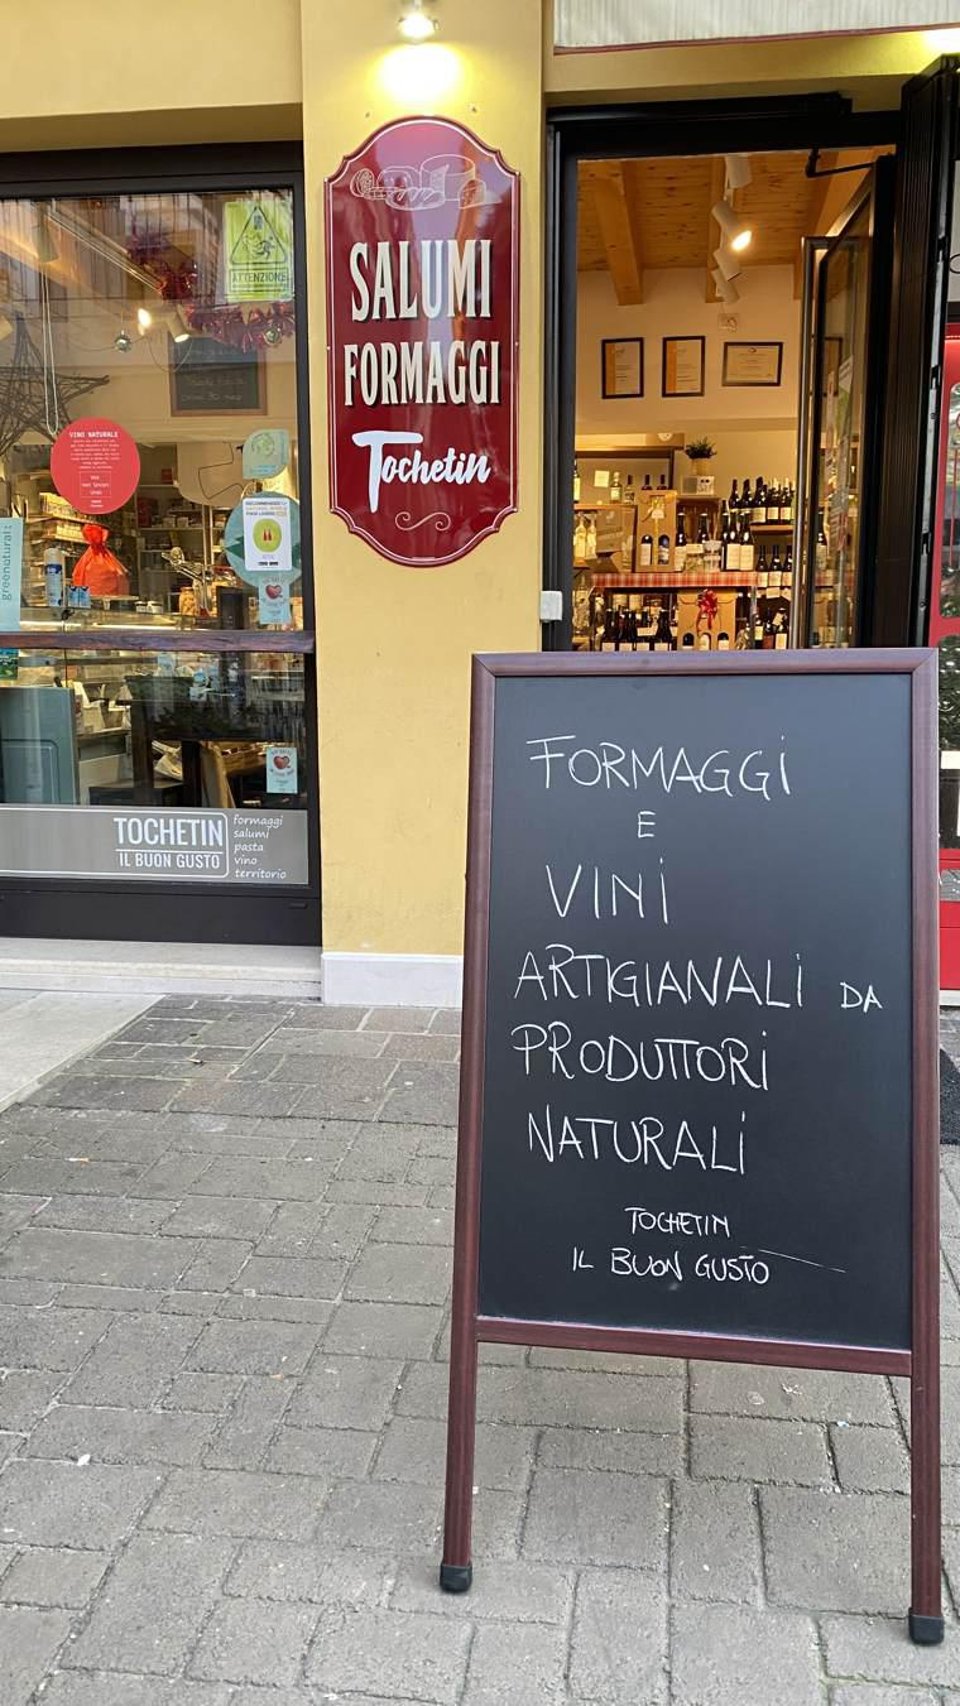 SALUMI
FORMAGGI
Tochetin
ATTENZIONE
VINO NATURALE
greenatural:
TOCHETIN
IL BUON GUSTO
formaggi
salumi
pasta
vino
territorio
FORMAGGi
E
ViNi
ARTiGiANALi DA
PRODUTTORi
NATURALi
TOCHETIN
IL BUON GUSTO